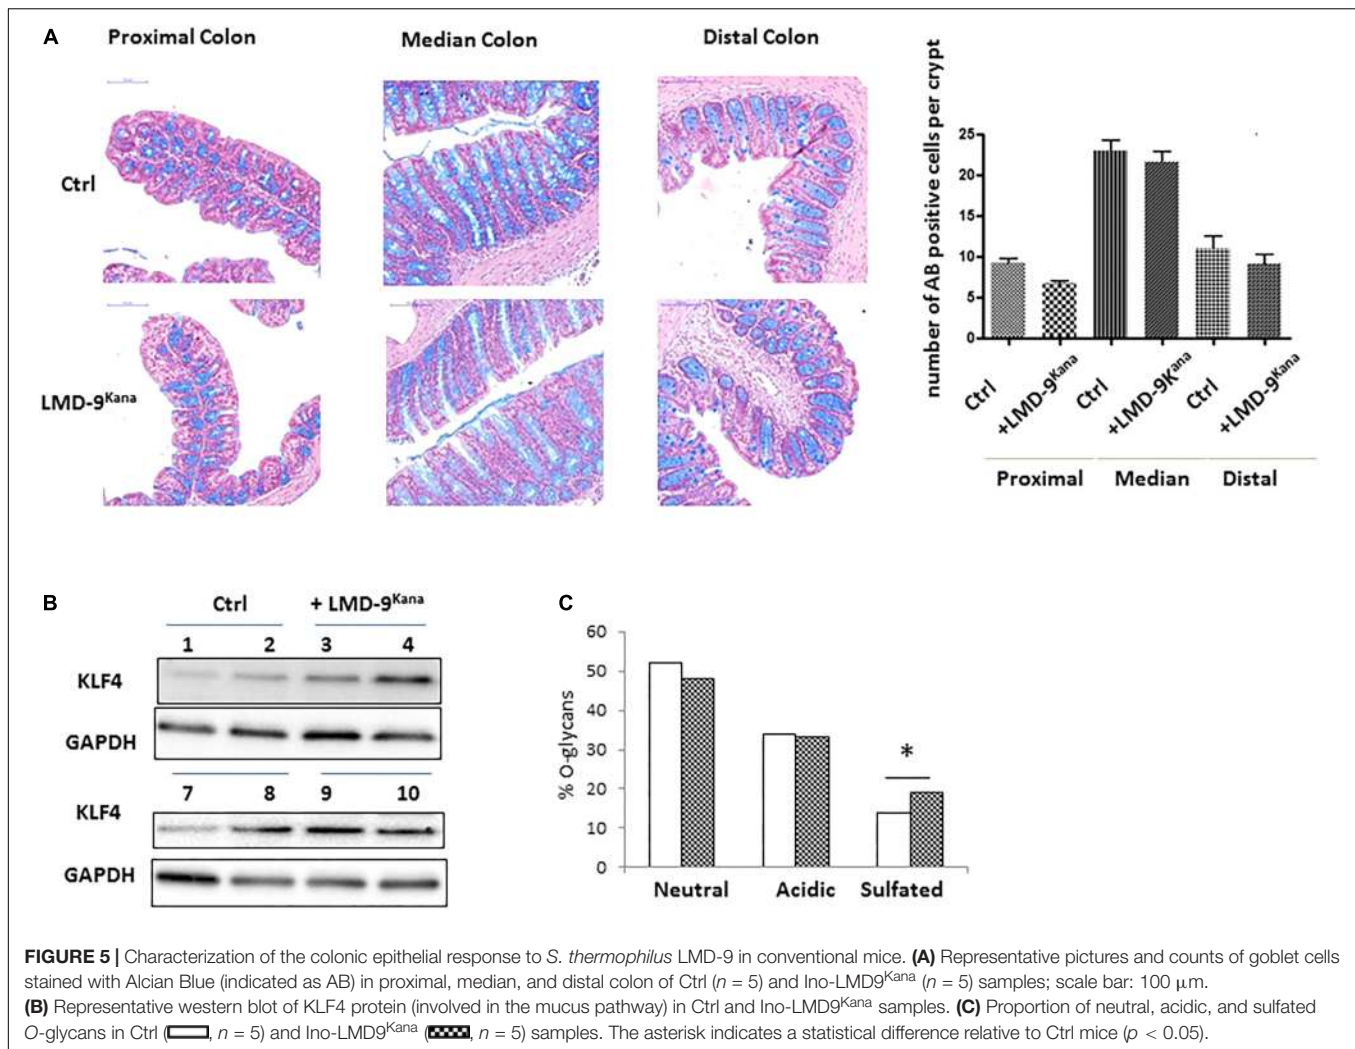 A
Proximal Colon
Median Colon
Distal Colon
Ctrl
LMD-9Kana
number of AB positive cells per crypt
25
20
15
10
5
0
Ctrl
+LMD-9Kana
Ctrl
+LMD-9Kana
Ctrl
+LMD-9Kana
Proximal
Median
Distal
B
Ctrl
+ LMD-9Kana
1 2 3 4
KLF4
GAPDH
7 8 9 10
KLF4
GAPDH
C
% O-glycans
60
50
40
30
20
10
0
*
Neutral
Acidic
Sulfated
FIGURE 5 | Characterization of the colonic epithelial response to S. thermophilus LMD-9 in conventional mice. (A) Representative pictures and counts of goblet cells
stained with Alcian Blue (indicated as AB) in proximal, median, and distal colon of Ctrl (n = 5) and Ino-LMD9Kana (n = 5) samples; scale bar: 100 μm.
(B) Representative western blot of KLF4 protein (involved in the mucus pathway) in Ctrl and Ino-LMD9Kana samples. (C) Proportion of neutral, acidic, and sulfated
O-glycans in Ctrl (, n = 5) and Ino-LMD9Kana (, n = 5) samples. The asterisk indicates a statistical difference relative to Ctrl mice (p < 0.05).